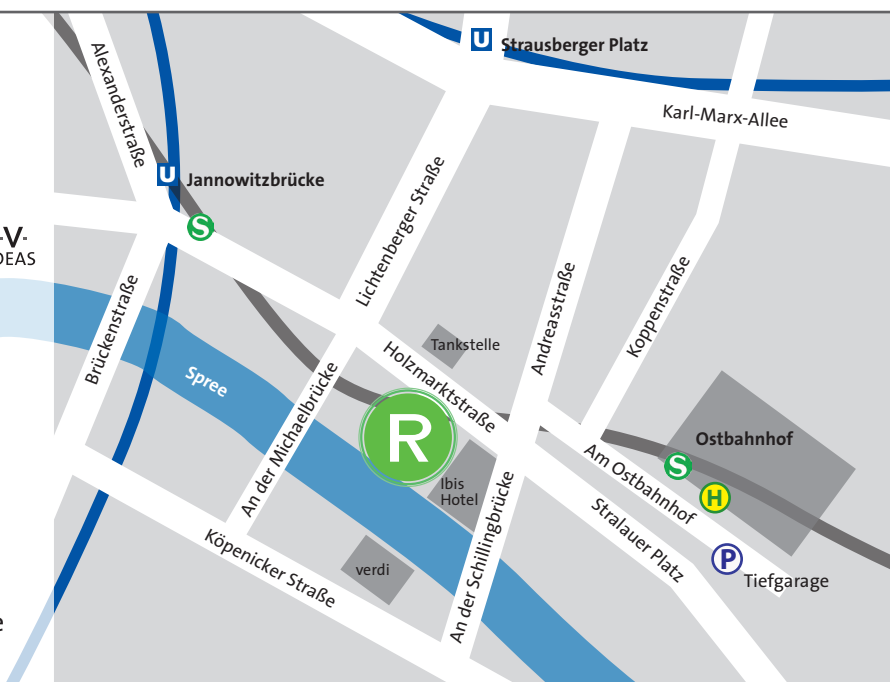 U Strausberger Platz
Alexanderstraße
Karl-Marx-Allee
U Jannowitzbrücke
S
-V-
DEAS
Lichtenberger Straße
Brückenstraße
Andreasstraße
Koppenstraße
Tankstelle
Holzmarktstraße
Spree
An der Michaelbrücke
R
Ostbahnhof
S
H
Am Ostbahnhof
Ibis
Hotel
An der Schillingbrücke
Stralauer Platz
P
Tiefgarage
Köpenicker Straße
verdi
e